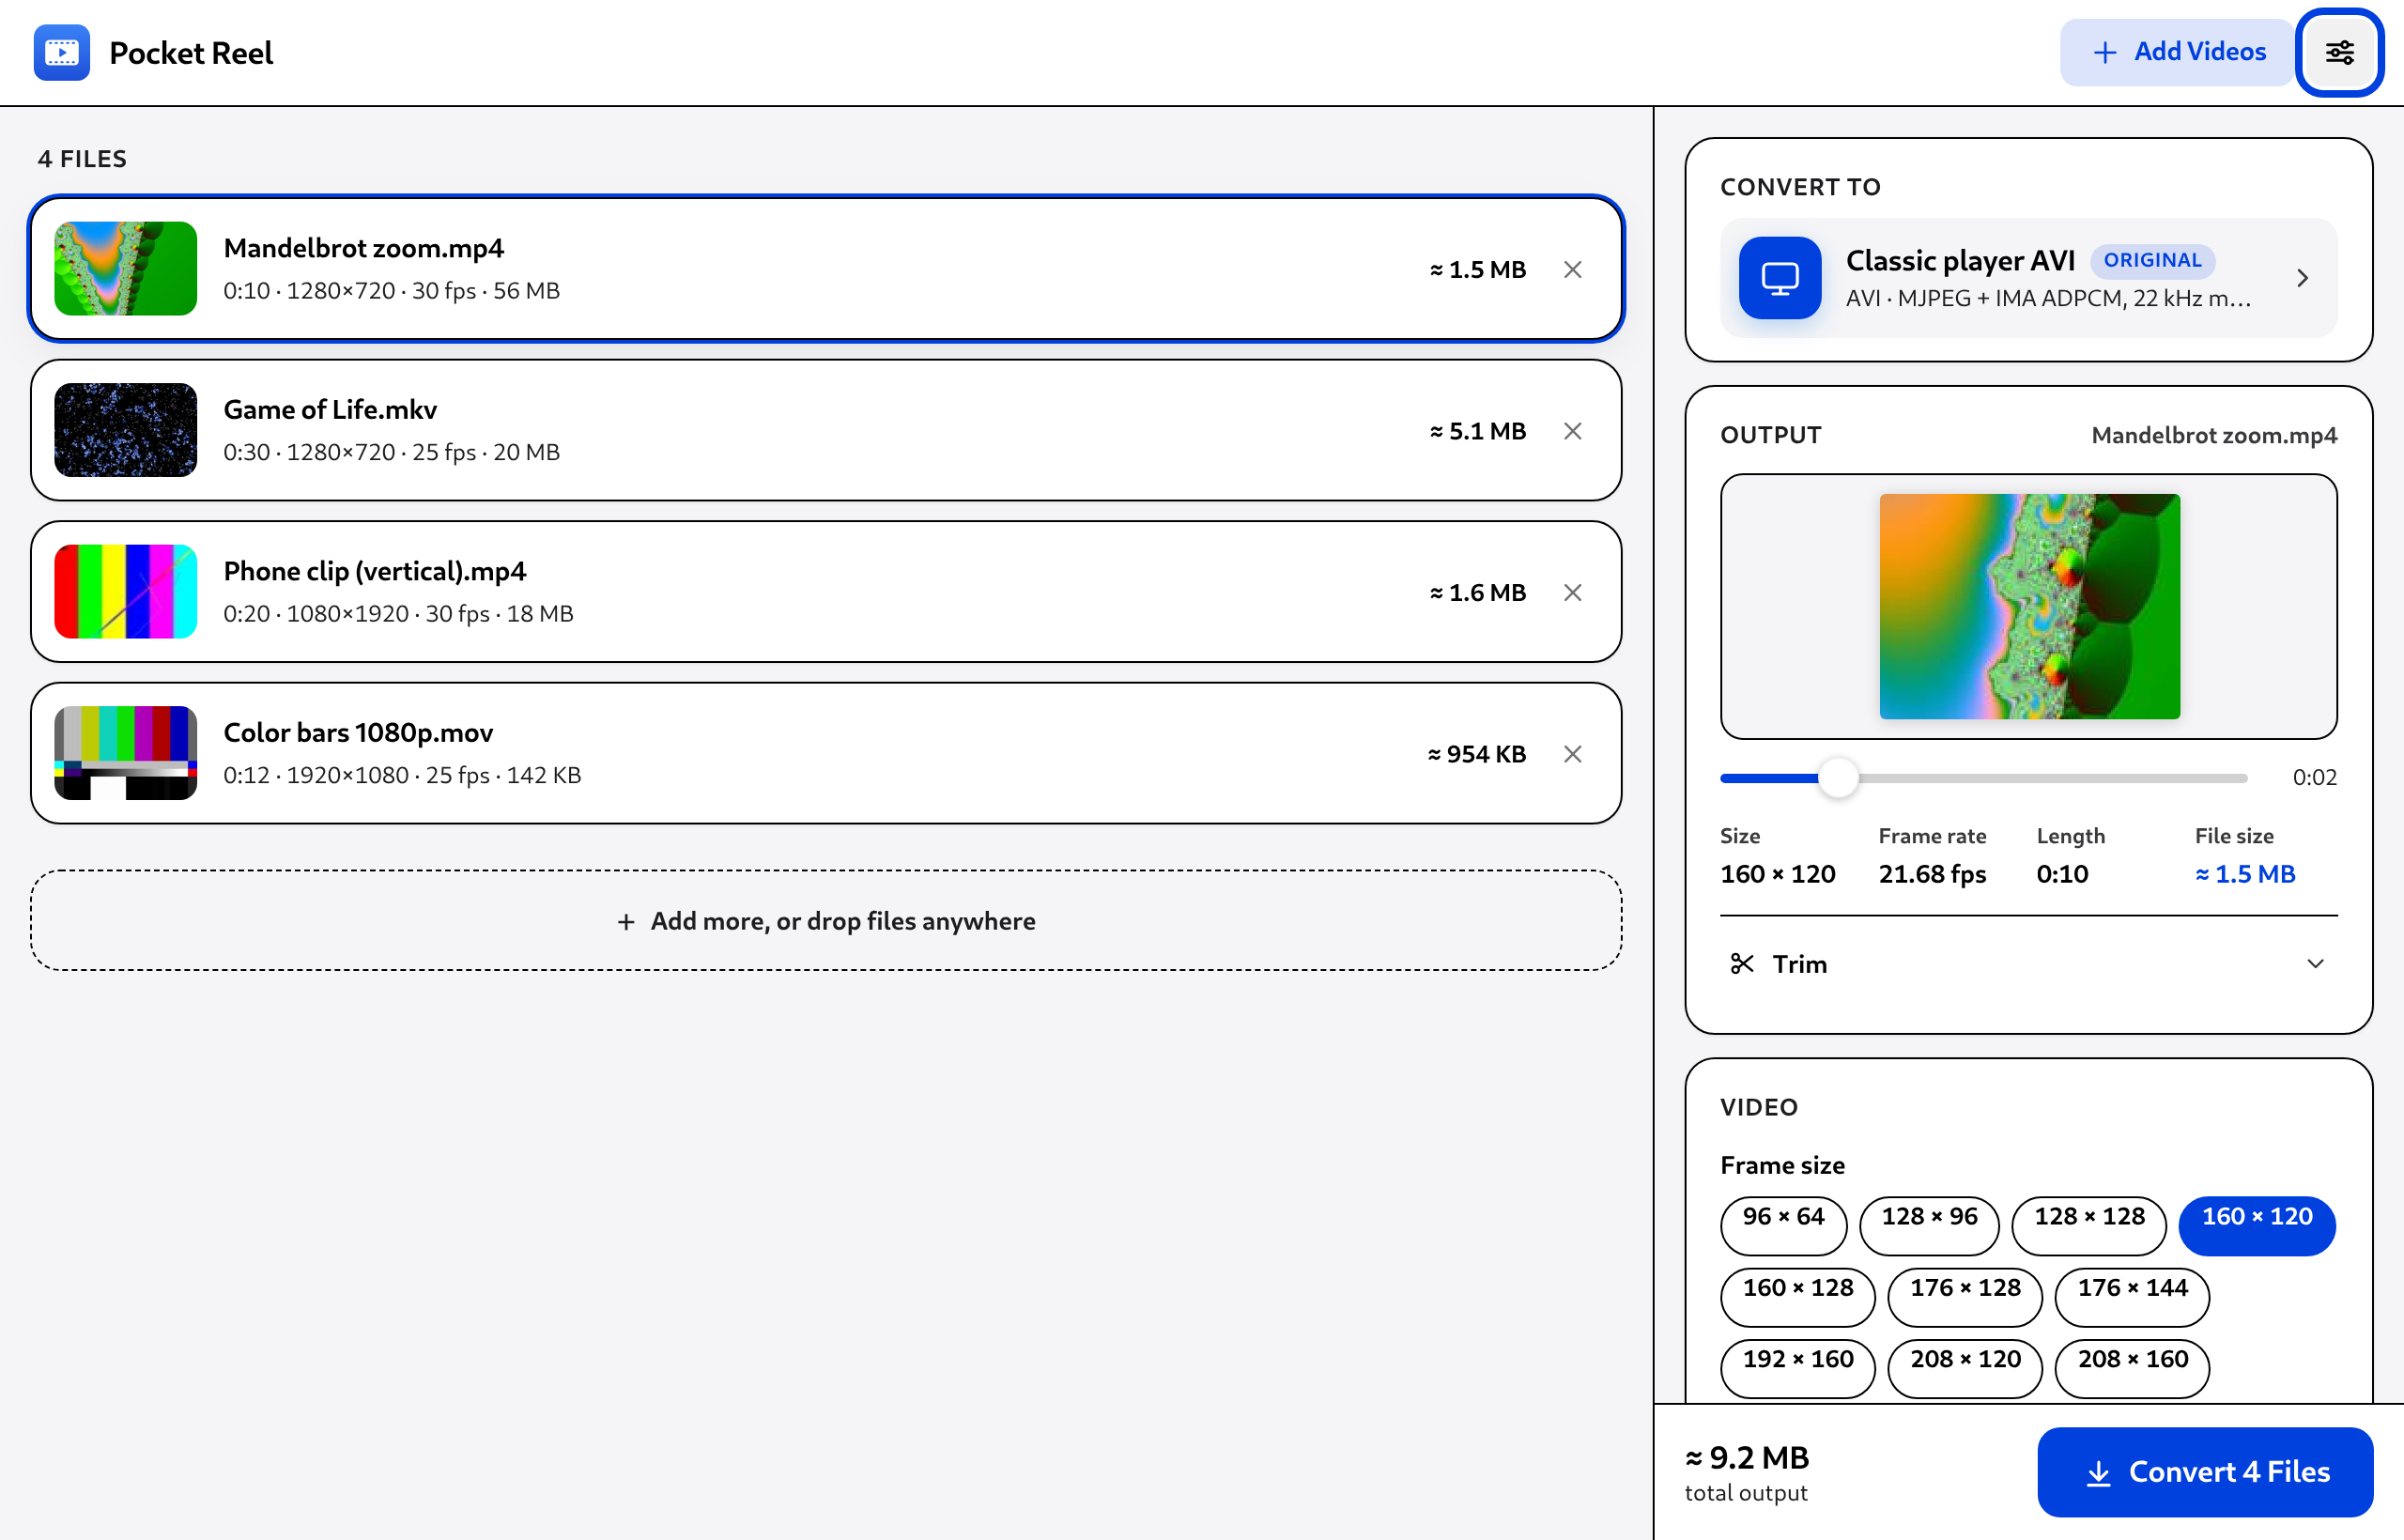 Pocket Reel
Add Videos
4 FILES
Mandelbrot zoom.mp4
0:10 · 1280×720 · 30 fps · 56 MB
≈ 1.5 MB
Game of Life.mkv
0:30 · 1280×720 · 25 fps · 20 MB
≈ 5.1 MB
Phone clip (vertical).mp4
0:20 · 1080×1920 · 30 fps · 18 MB
≈ 1.6 MB
Color bars 1080p.mov
0:12 · 1920×1080 · 25 fps · 142 KB
≈ 954 KB
+ Add more, or drop files anywhere
CONVERT TO
Classic player AVI ORIGINAL
AVI · MJPEG + IMA ADPCM, 22 kHz m…
OUTPUT Mandelbrot zoom.mp4
0:02
Size Frame rate Length File size
160 × 120 21.68 fps 0:10 ≈ 1.5 MB
Trim
VIDEO
Frame size
96 × 64 128 × 96 128 × 128 160 × 120
160 × 128 176 × 128 176 × 144
192 × 160 208 × 120 208 × 160
≈ 9.2 MB
total output
Convert 4 Files